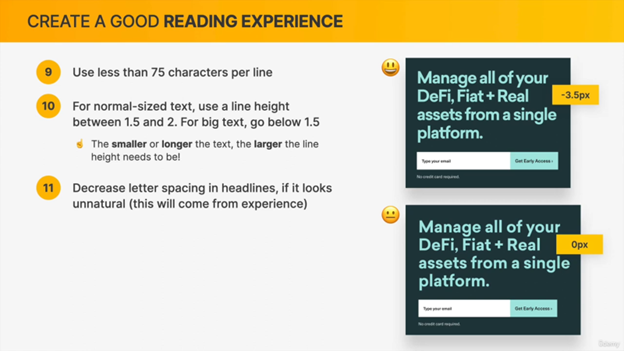 CREATE A GOOD READING EXPERIENCE
9 Use less than 75 characters per line
10 For normal-sized text, use a line height
between 1.5 and 2. For big text, go below 1.5
☝️ The smaller or longer the text, the larger the line
height needs to be!
11 Decrease letter spacing in headlines, if it looks
unnatural (this will come from experience)
Manage all of your
DeFi, Fiat + Real
assets from a single
platform.
-3.5px
Type your email
Get Early Access ›
No credit card required.
Manage all of your
DeFi, Fiat + Real
assets from a single
platform.
0px
Type your email
Get Early Access ›
No credit card required.
Udemy